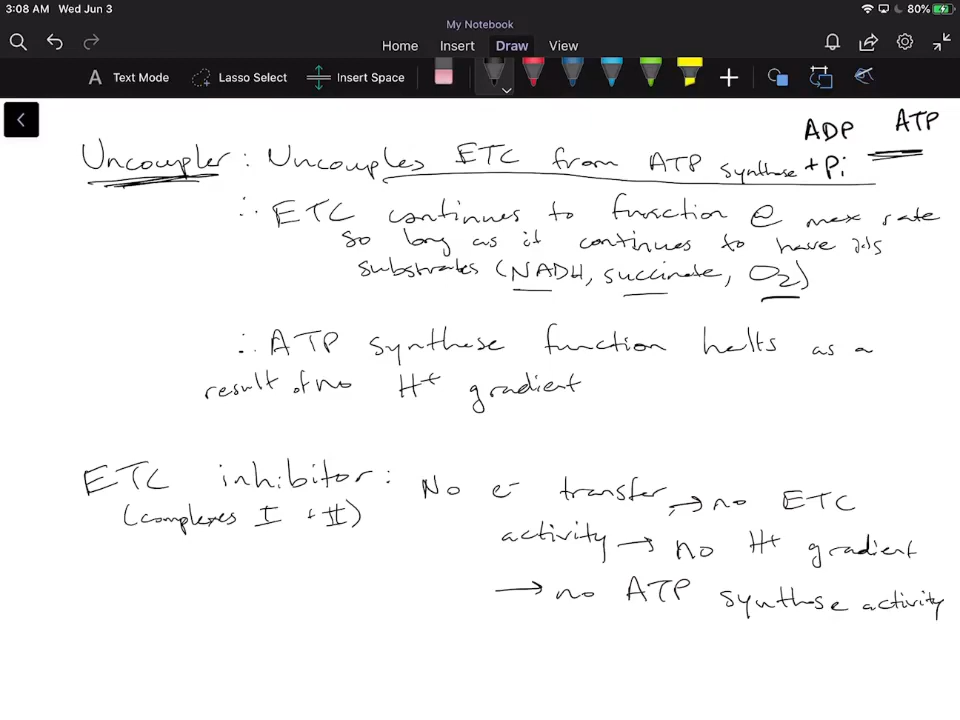 3:08 AM Wed Jun 3 80%
My Notebook
Home Insert Draw View
A Text Mode Lasso Select Insert Space
ADP ATP
Uncoupler: Uncouples ETC from ATP synthase + Pi
∴ ETC continues to function @ max rate
so long as it continues to have its
substrates (NADH, succinate, O2)
∴ ATP synthase function halts as a
result of no H+ gradient
ETC inhibitor: No e- transfer → no ETC
(complexes I + II) activity → no H+ gradient
→ no ATP synthase activity